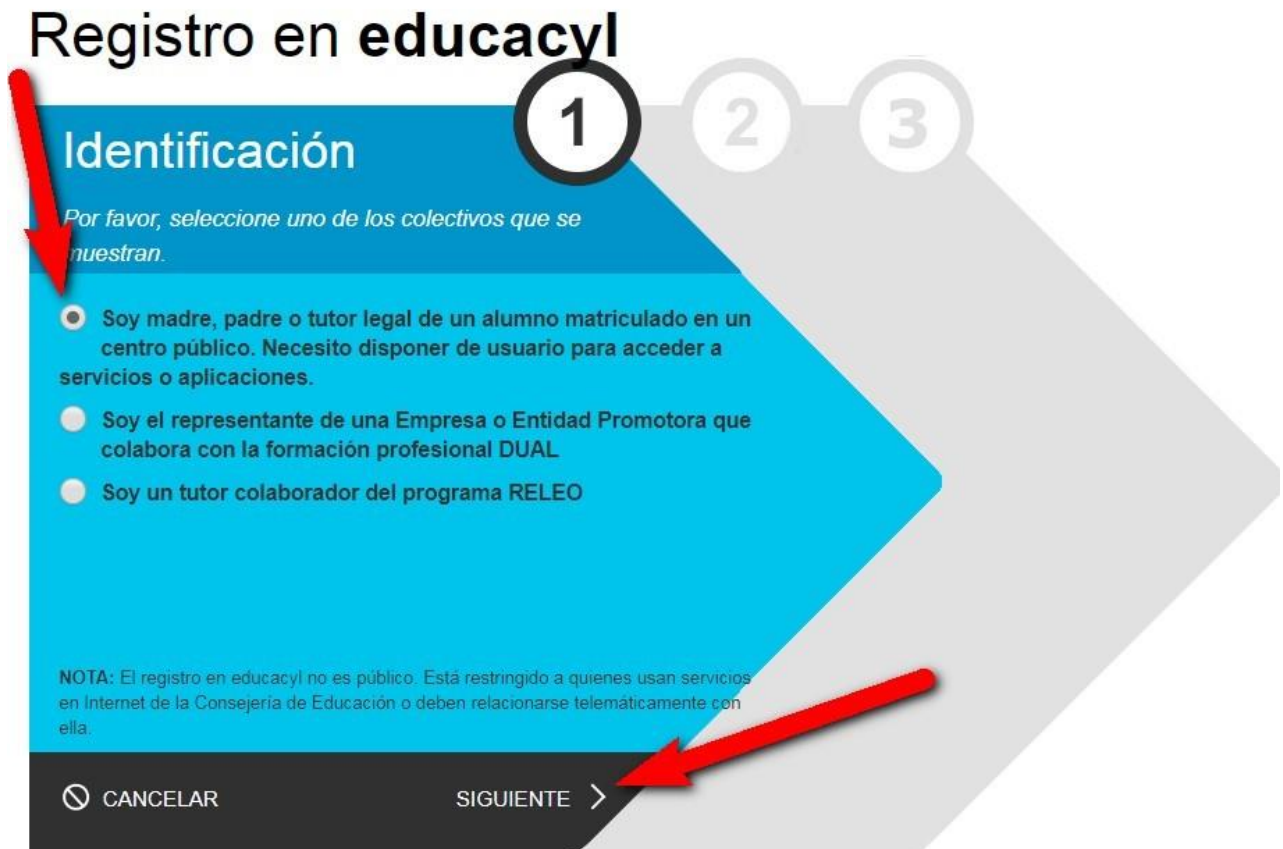 Registro en educacyl
1 2 3
Identificación
Por favor, seleccione uno de los colectivos que se
muestran.
Soy madre, padre o tutor legal de un alumno matriculado en un
centro público. Necesito disponer de usuario para acceder a
servicios o aplicaciones.
Soy el representante de una Empresa o Entidad Promotora que
colabora con la formación profesional DUAL
Soy un tutor colaborador del programa RELEO
NOTA: El registro en educacyl no es público. Está restringido a quienes usan servicios
en Internet de la Consejería de Educación o deben relacionarse telemáticamente con
ella.
CANCELAR SIGUIENTE